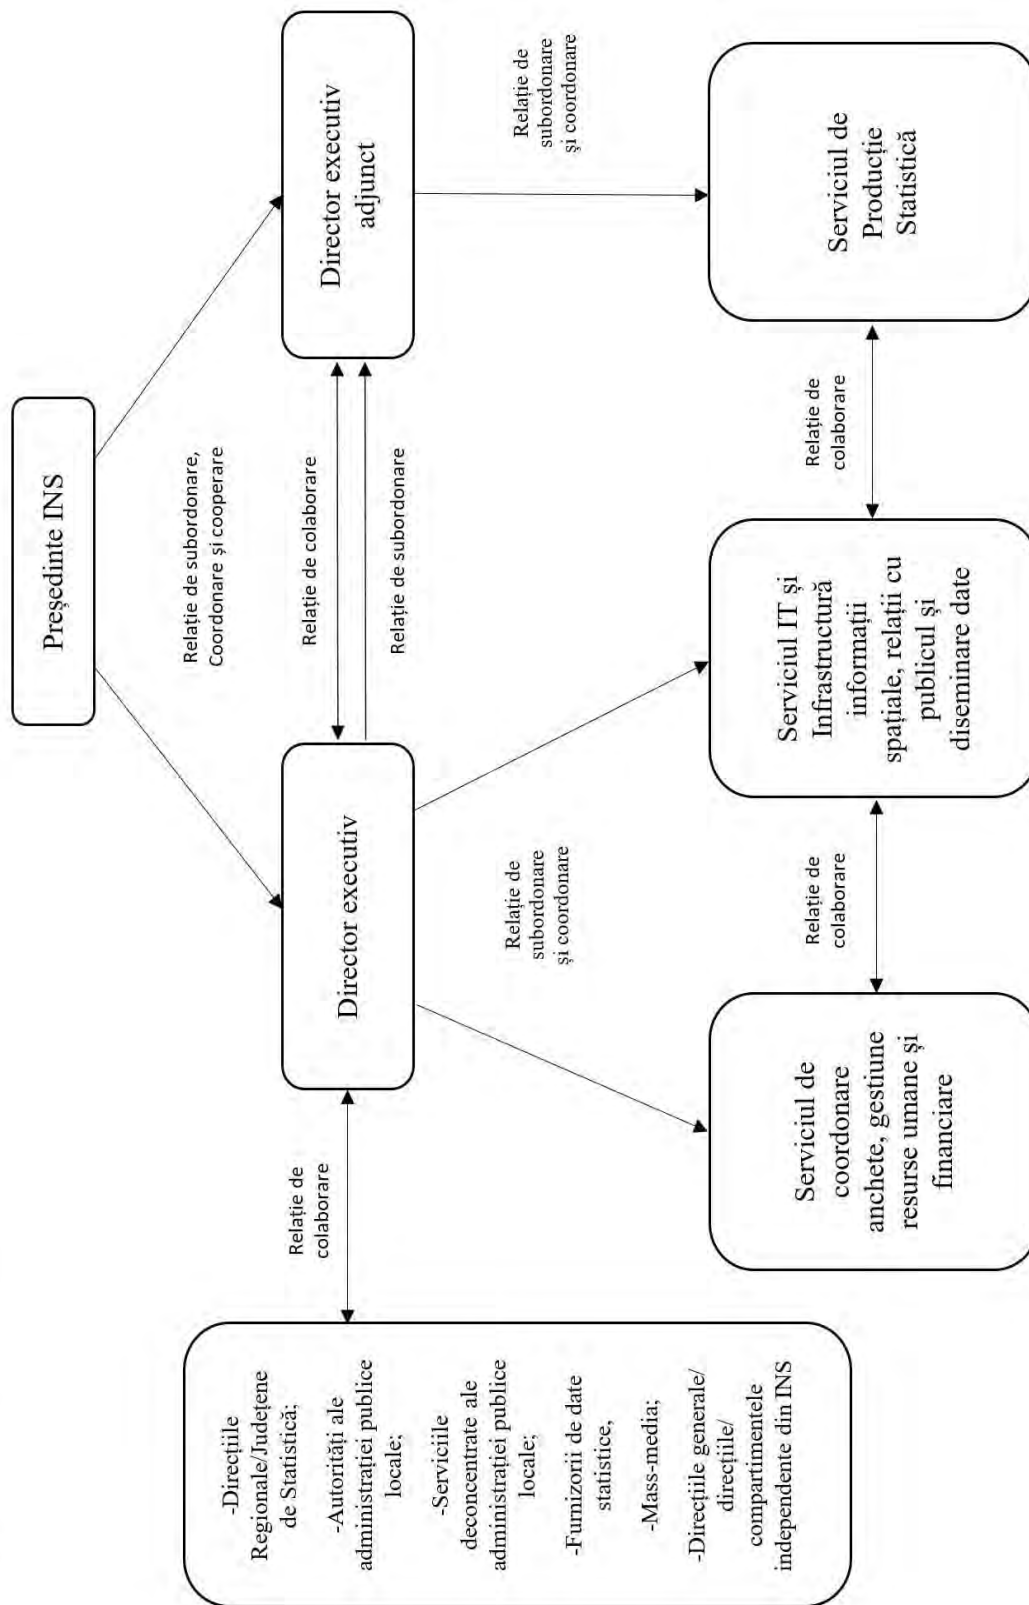 Președinte INS
Relație de subordonare,
Coordonare și cooperare
Director executiv
Director executiv
adjunct
Relație de colaborare
Relație de subordonare
Relație de
colaborare
-Direcțiile
Regionale/Județene
de Statistică;
-Autorități ale
administrației publice
locale;
-Serviciile
deconcentrate ale
administrației publice
locale;
-Furnizorii de date
statistice,
-Mass-media;
-Direcțiile generale/
direcțiile/
compartimentele
independente din INS
Relație de
subordonare
și coordonare
Relație de
subordonare
și coordonare
Serviciul de
coordonare
anchete, gestiune
resurse umane și
financiare
Relație de
colaborare
Serviciul IT și
Infrastructură
informații
spațiale, relații cu
publicul și
diseminare date
Relație de
colaborare
Serviciul de
Producție
Statistică